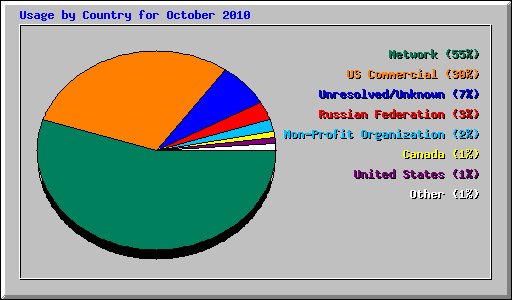 Usage by Country for October 2010
Network (55%)
US Commercial (30%)
Unresolved/Unknown (7%)
Russian Federation (3%)
Non-Profit Organization (2%)
Canada (1%)
United States (1%)
Other (1%)